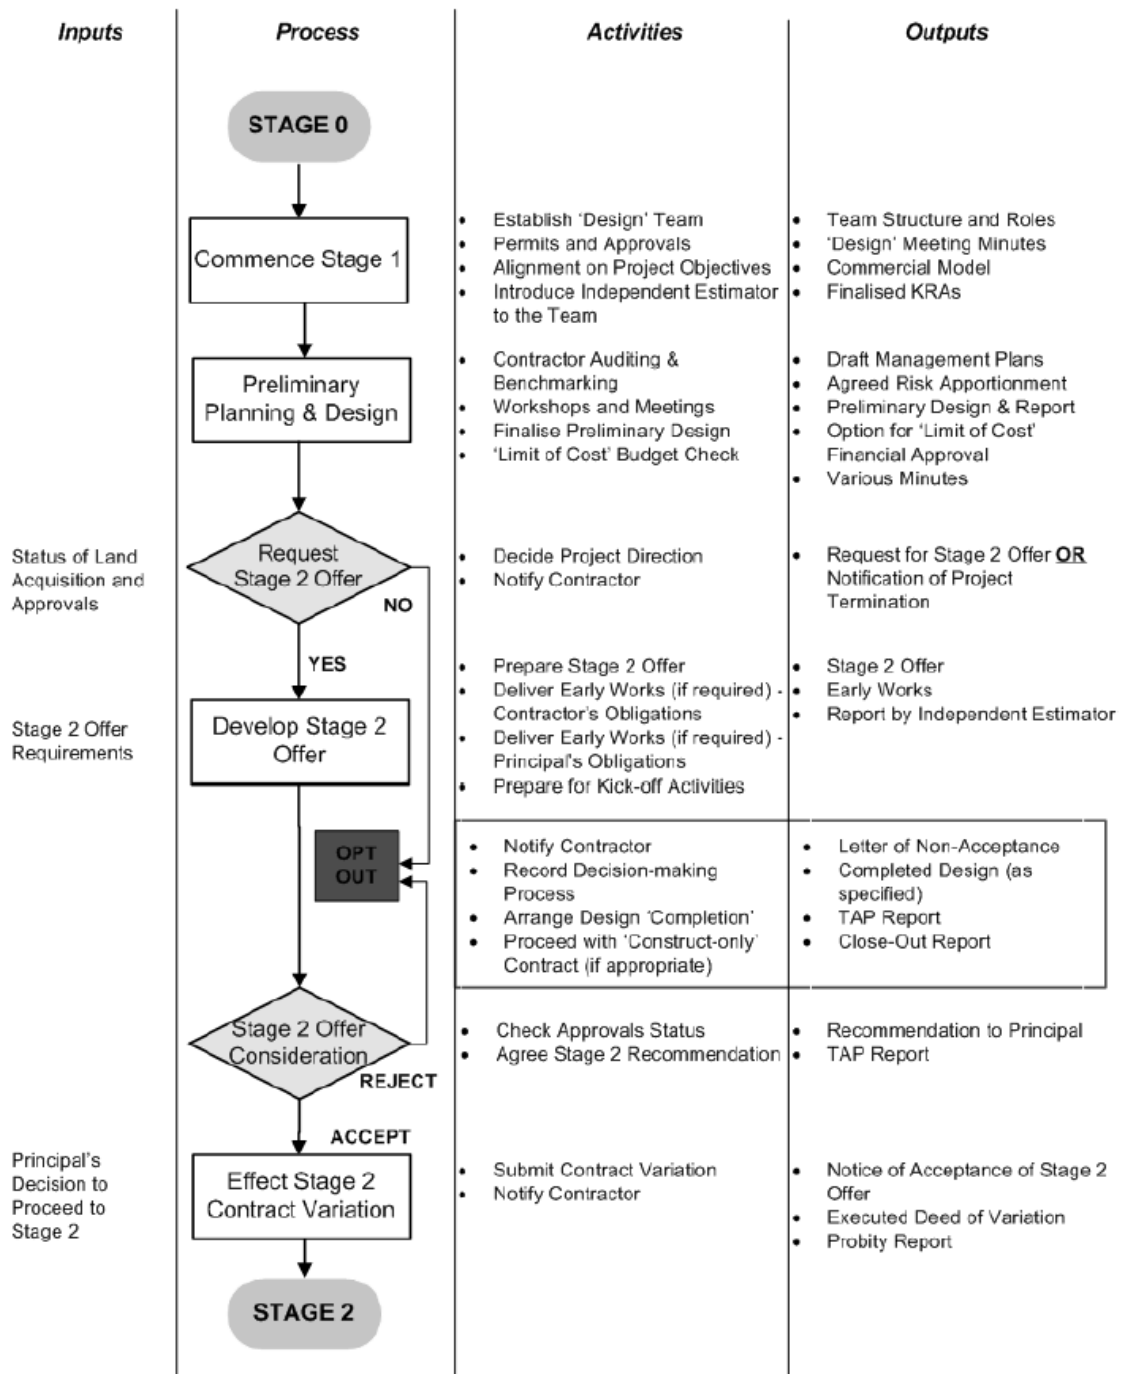 Inputs
Process
Activities
Outputs
STAGE 0
Commence Stage 1
• Establish ‘Design’ Team
• Permits and Approvals
• Alignment on Project Objectives
• Introduce Independent Estimator
to the Team
• Team Structure and Roles
• ‘Design’ Meeting Minutes
• Commercial Model
• Finalised KRAs
Preliminary
Planning & Design
• Contractor Auditing &
Benchmarking
• Workshops and Meetings
• Finalise Preliminary Design
• ‘Limit of Cost’ Budget Check
• Draft Management Plans
• Agreed Risk Apportionment
• Preliminary Design & Report
• Option for ‘Limit of Cost’
Financial Approval
• Various Minutes
Status of Land
Acquisition and
Approvals
Request
Stage 2 Offer
NO
YES
• Decide Project Direction
• Notify Contractor
• Request for Stage 2 Offer OR
Notification of Project
Termination
Stage 2 Offer
Requirements
Develop Stage 2
Offer
• Prepare Stage 2 Offer
• Deliver Early Works (if required) -
Contractor's Obligations
• Deliver Early Works (if required) -
Principal's Obligations
• Prepare for Kick-off Activities
• Stage 2 Offer
• Early Works
• Report by Independent Estimator
OPT
OUT
• Notify Contractor
• Record Decision-making
Process
• Arrange Design ‘Completion’
• Proceed with ‘Construct-only’
Contract (if appropriate)
• Letter of Non-Acceptance
• Completed Design (as
specified)
• TAP Report
• Close-Out Report
Stage 2 Offer
Consideration
REJECT
ACCEPT
• Check Approvals Status
• Agree Stage 2 Recommendation
• Recommendation to Principal
• TAP Report
Principal's
Decision to
Proceed to
Stage 2
Effect Stage 2
Contract Variation
• Submit Contract Variation
• Notify Contractor
• Notice of Acceptance of Stage 2
Offer
• Executed Deed of Variation
• Probity Report
STAGE 2